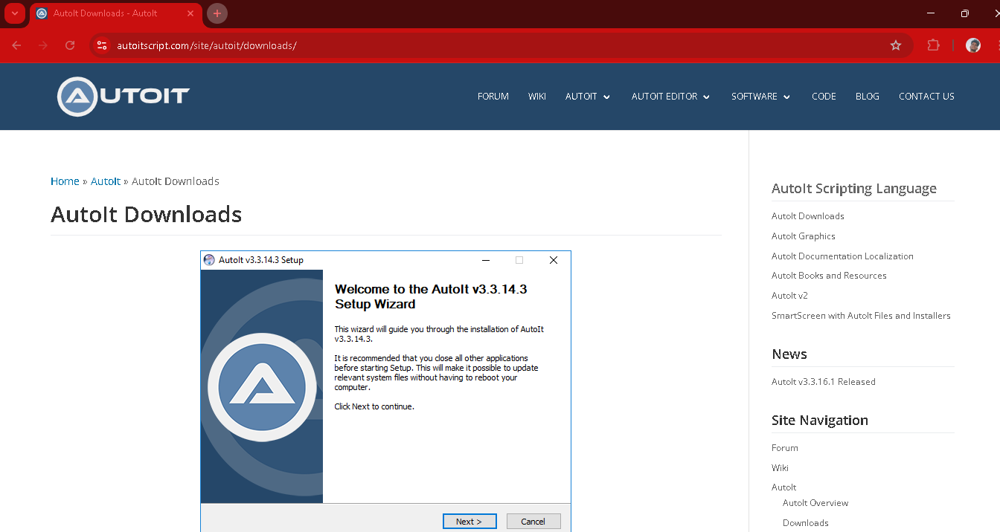 AutoIt Downloads - AutoIt
autoitscript.com/site/autoit/downloads/
AUTOIT
FORUM WIKI AUTOIT AUTOIT EDITOR SOFTWARE CODE BLOG CONTACT US
Home » AutoIt » AutoIt Downloads
AutoIt Downloads
AutoIt v3.3.14.3 Setup
Welcome to the AutoIt v3.3.14.3
Setup Wizard
This wizard will guide you through the installation of AutoIt
v3.3.14.3.
It is recommended that you close all other applications
before starting Setup. This will make it possible to update
relevant system files without having to reboot your
computer.
Click Next to continue.
Next >
Cancel
AutoIt Scripting Language
AutoIt Downloads
AutoIt Graphics
AutoIt Documentation Localization
AutoIt Books and Resources
AutoIt v2
SmartScreen with AutoIt Files and Installers
News
AutoIt v3.3.16.1 Released
Site Navigation
Forum
Wiki
AutoIt
AutoIt Overview
Downloads